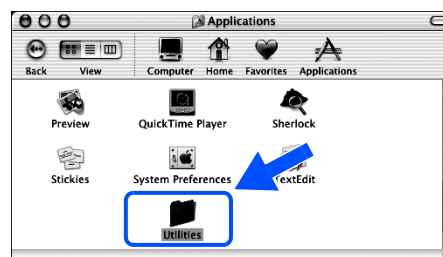 Applications
Back View Computer Home Favorites Applications
Preview QuickTime Player Sherlock
Stickies System Preferences TextEdit
Utilities